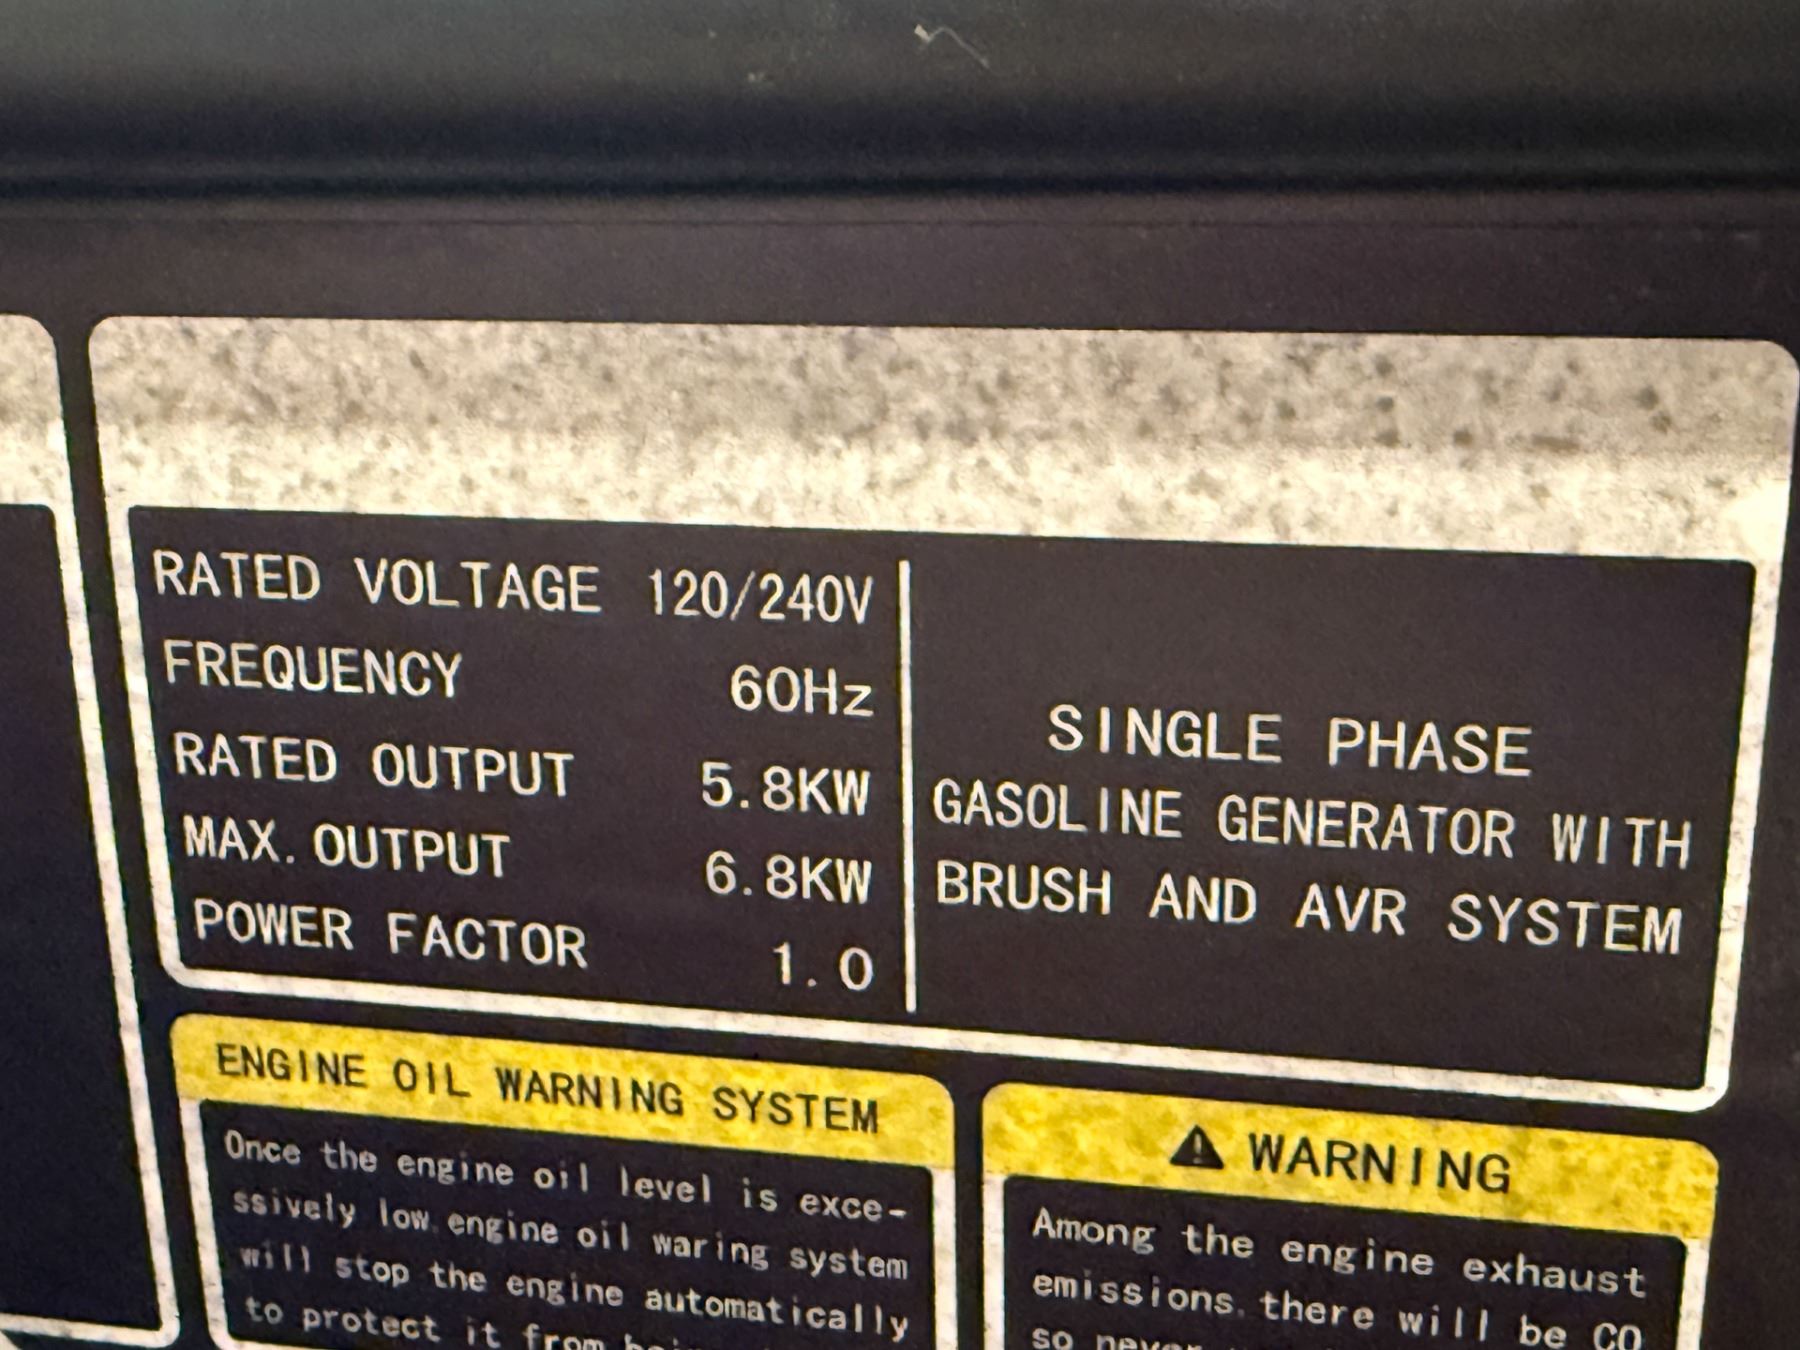 RATED VOLTAGE 120/240V
FREQUENCY 60Hz
RATED OUTPUT 5.8KW
MAX. OUTPUT 6.8KW
POWER FACTOR 1.0
SINGLE PHASE
GASOLINE GENERATOR WITH
BRUSH AND AVR SYSTEM
ENGINE OIL WARNING SYSTEM
Once the engine oil level is exce-
ssively low, engine oil waring system
will stop the engine automatically
to protect it from
WARNING
Among the engine exhaust
emissions, there will be CO
so never